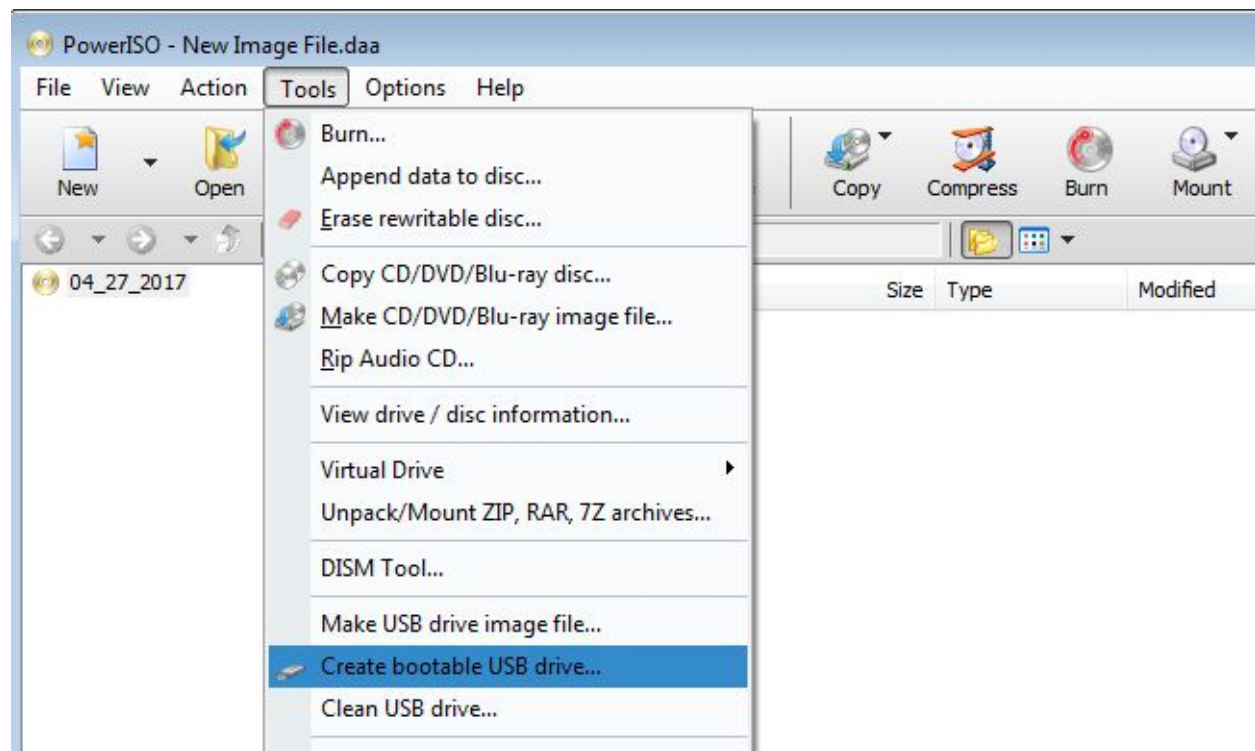 PowerISO - New Image File.daa
File View Action Tools Options Help
New Open Copy Compress Burn Mount
Burn...
Append data to disc...
Erase rewritable disc...
04_27_2017
Size Type Modified
Copy CD/DVD/Blu-ray disc...
Make CD/DVD/Blu-ray image file...
Rip Audio CD...
View drive / disc information...
Virtual Drive
Unpack/Mount ZIP, RAR, 7Z archives...
DISM Tool...
Make USB drive image file...
Create bootable USB drive...
Clean USB drive...